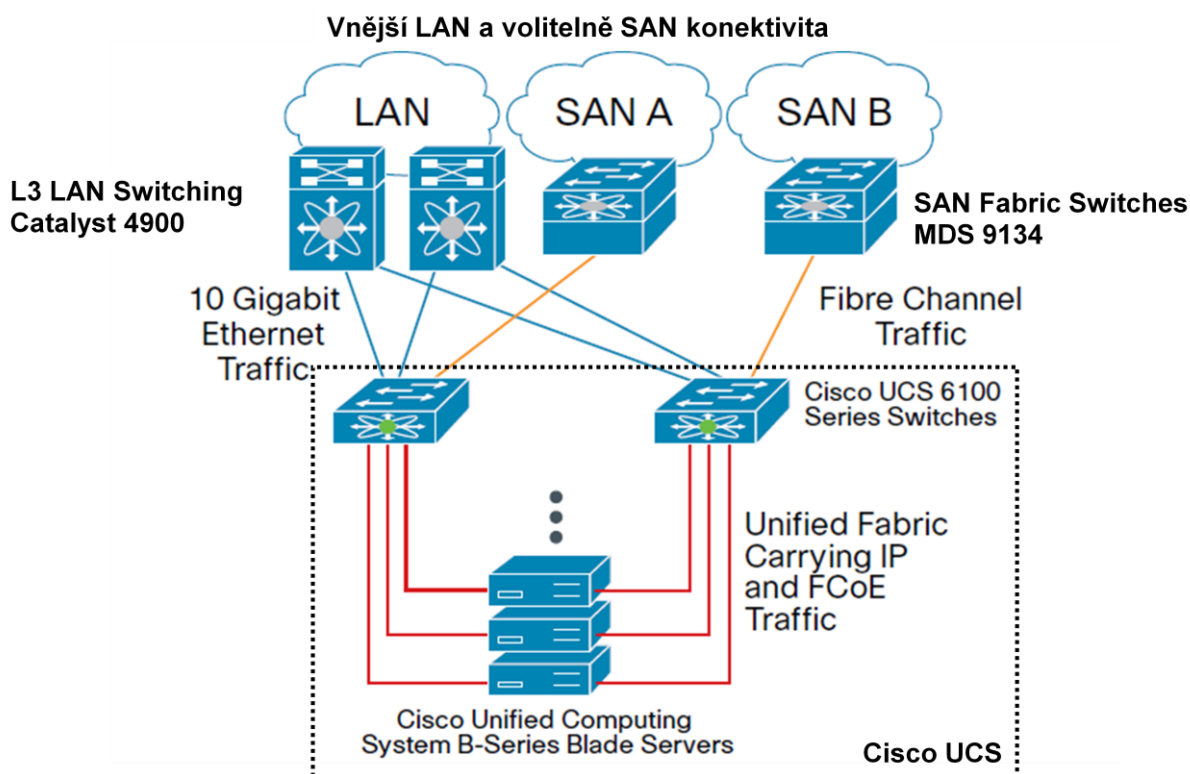 Vnější LAN a volitelně SAN konektivita
LAN
SAN A
SAN B
L3 LAN Switching
Catalyst 4900
SAN Fabric Switches
MDS 9134
10 Gigabit
Ethernet
Traffic
Fibre Channel
Traffic
Cisco UCS 6100
Series Switches
Unified Fabric
Carrying IP
and FCoE
Traffic
Cisco Unified Computing
System B-Series Blade Servers
Cisco UCS